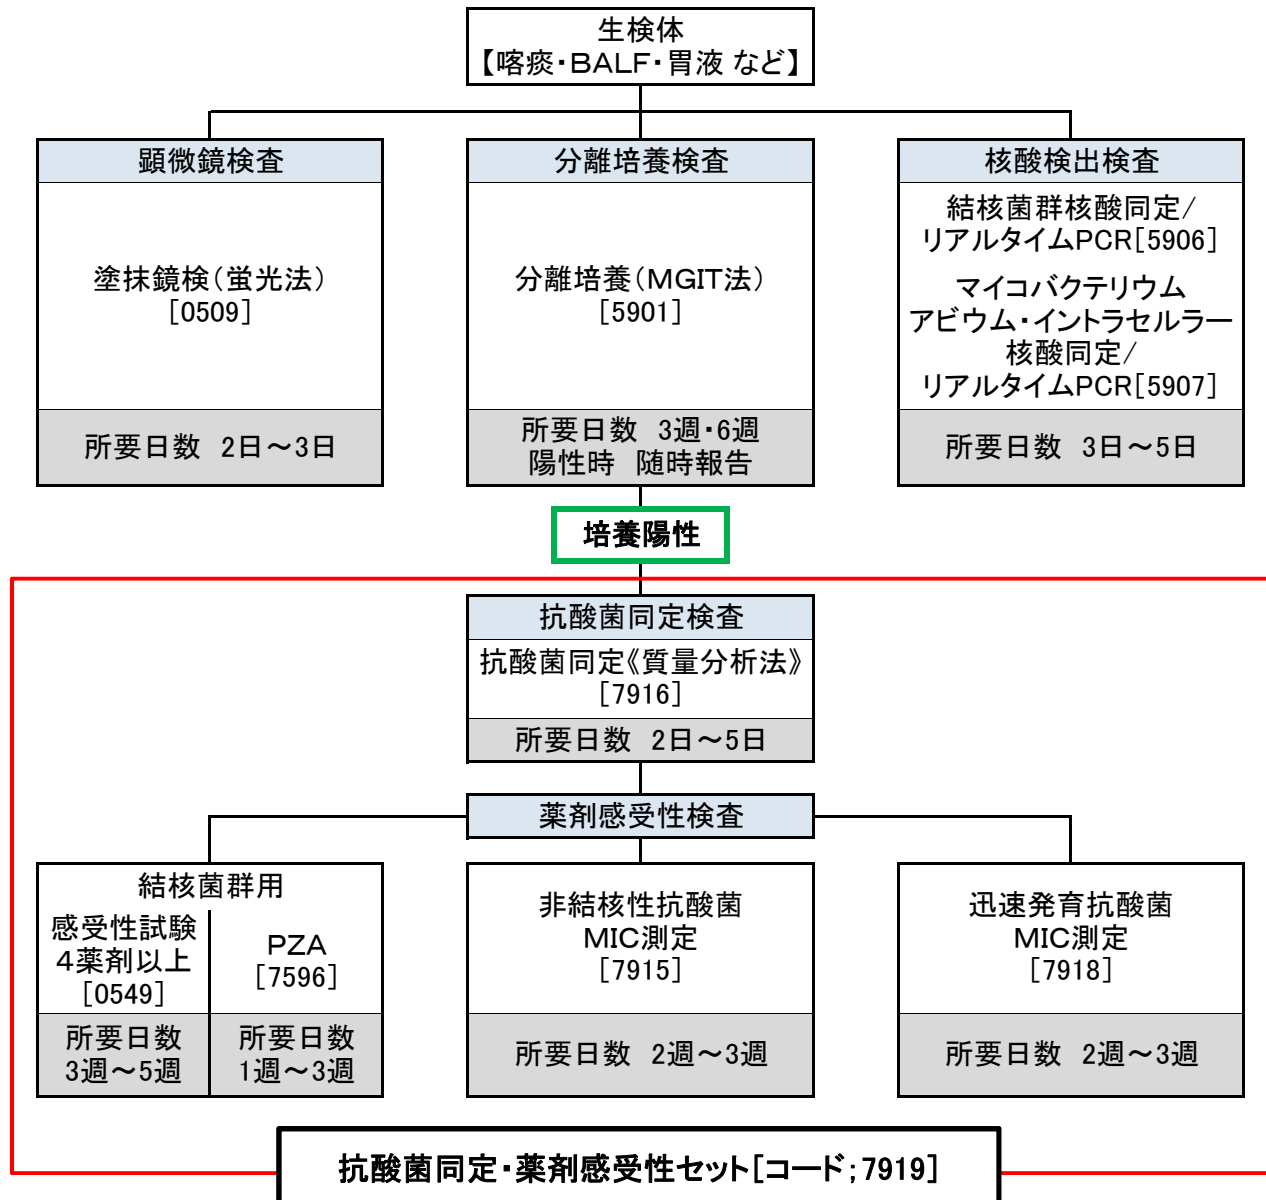 生検体
【喀痰・BALF・胃液 など】
顕微鏡検査
塗抹鏡検（蛍光法）
[0509]
所要日数 2日～3日
分離培養検査
分離培養（MGIT法）
[5901]
所要日数 3週・6週
陽性時 随時報告
核酸検出検査
結核菌群核酸同定/
リアルタイムPCR[5906]
マイコバクテリウム
アビウム・イントラセルラー
核酸同定/
リアルタイムPCR[5907]
所要日数 3日～5日
培養陽性
抗酸菌同定検査
抗酸菌同定《質量分析法》
[7916]
所要日数 2日～5日
薬剤感受性検査
結核菌群用
感受性試験
4薬剤以上
[0549]
所要日数
3週～5週
PZA
[7596]
所要日数
1週～3週
非結核性抗酸菌
MIC測定
[7915]
所要日数 2週～3週
迅速発育抗酸菌
MIC測定
[7918]
所要日数 2週～3週
抗酸菌同定・薬剤感受性セット[コード；7919]